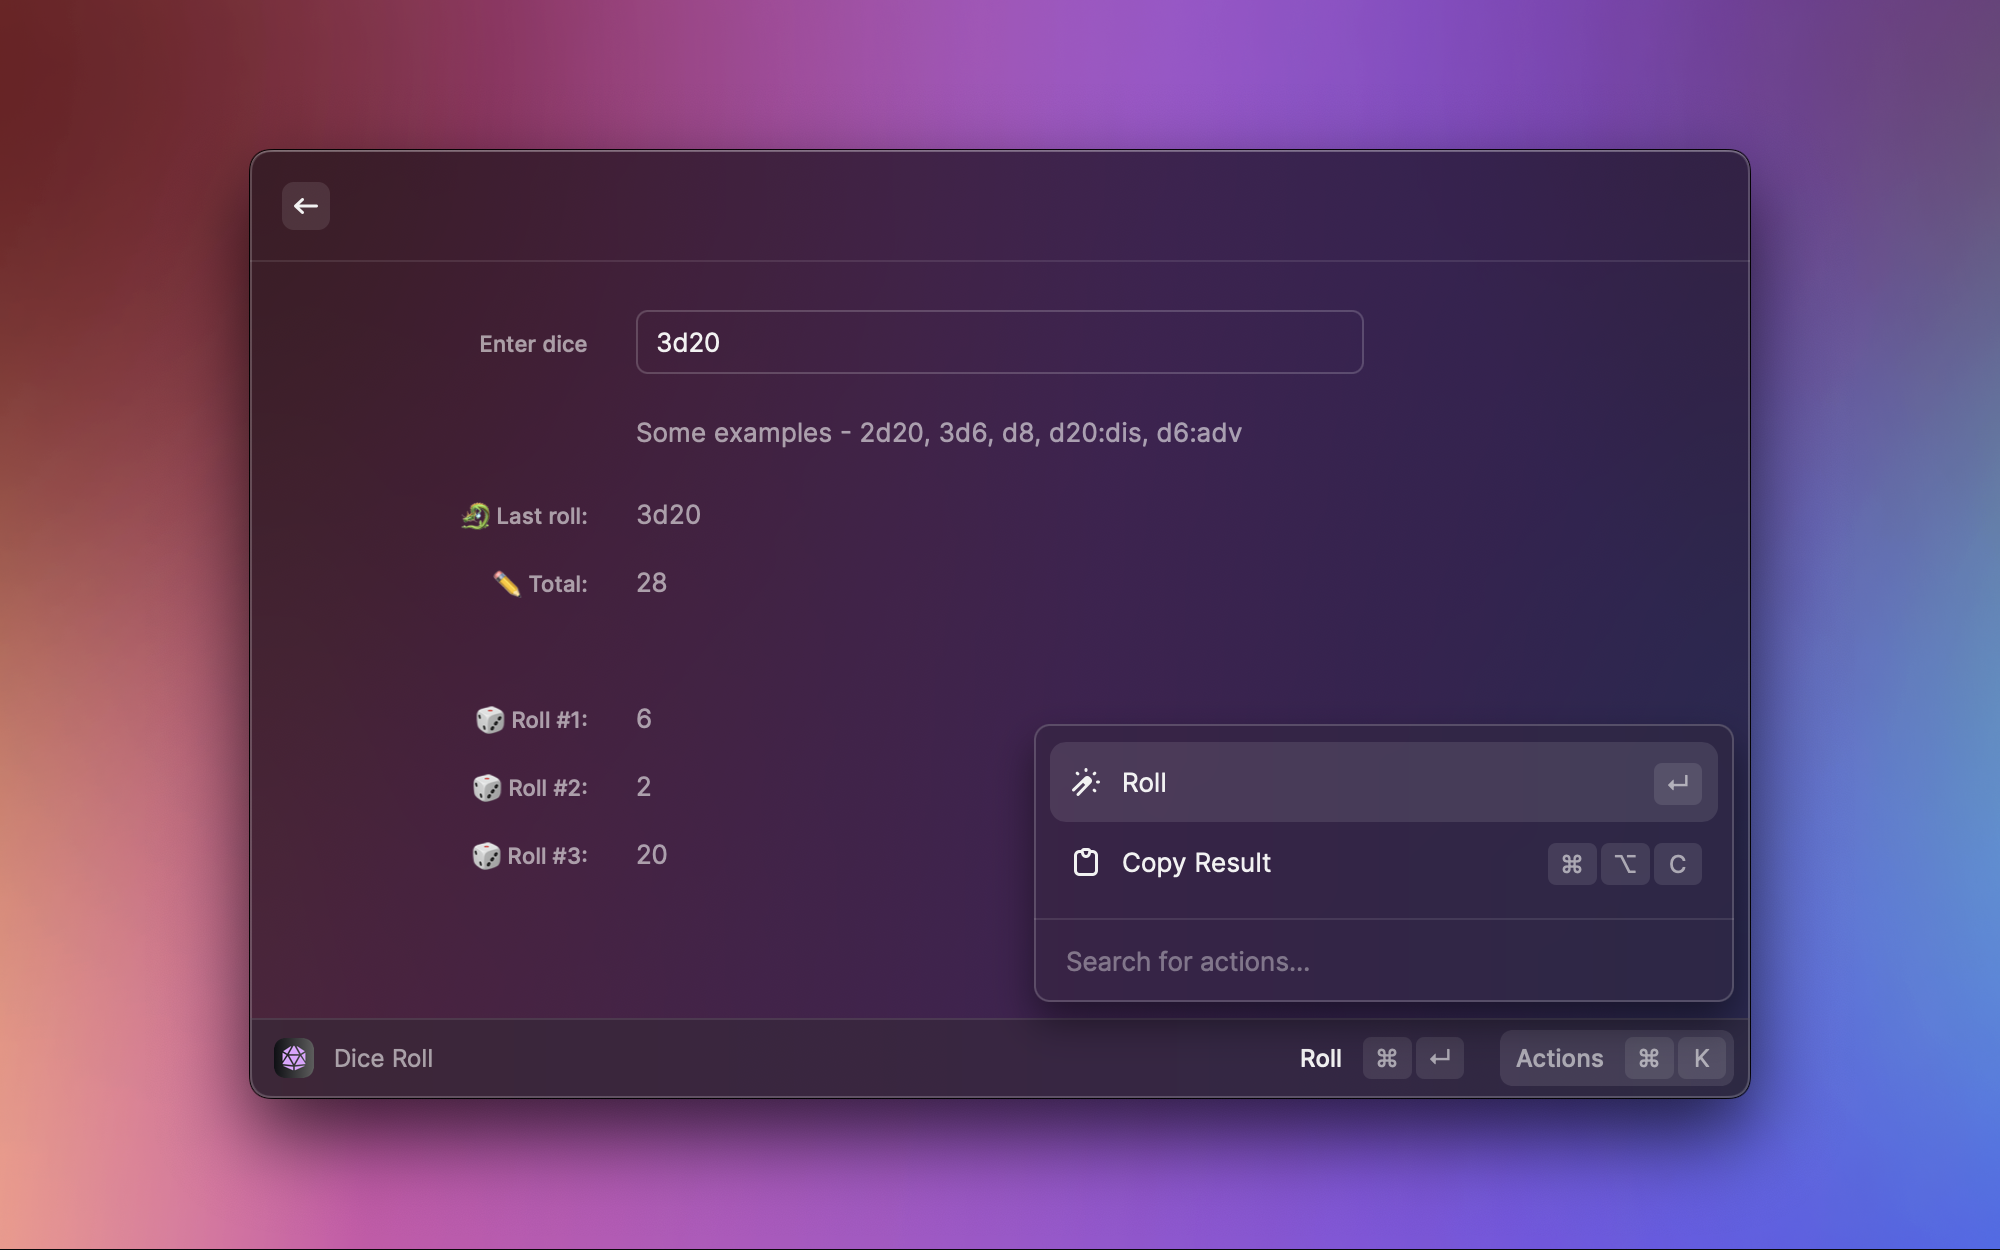 Enter dice 3d20
Some examples - 2d20, 3d6, d8, d20:dis, d6:adv
Last roll: 3d20
Total: 28
Roll #1: 6
Roll #2: 2
Roll #3: 20
Roll ↵
Copy Result ⌘ ⌥ C
Search for actions...
Dice Roll Roll ⌘ ↵ Actions ⌘ K